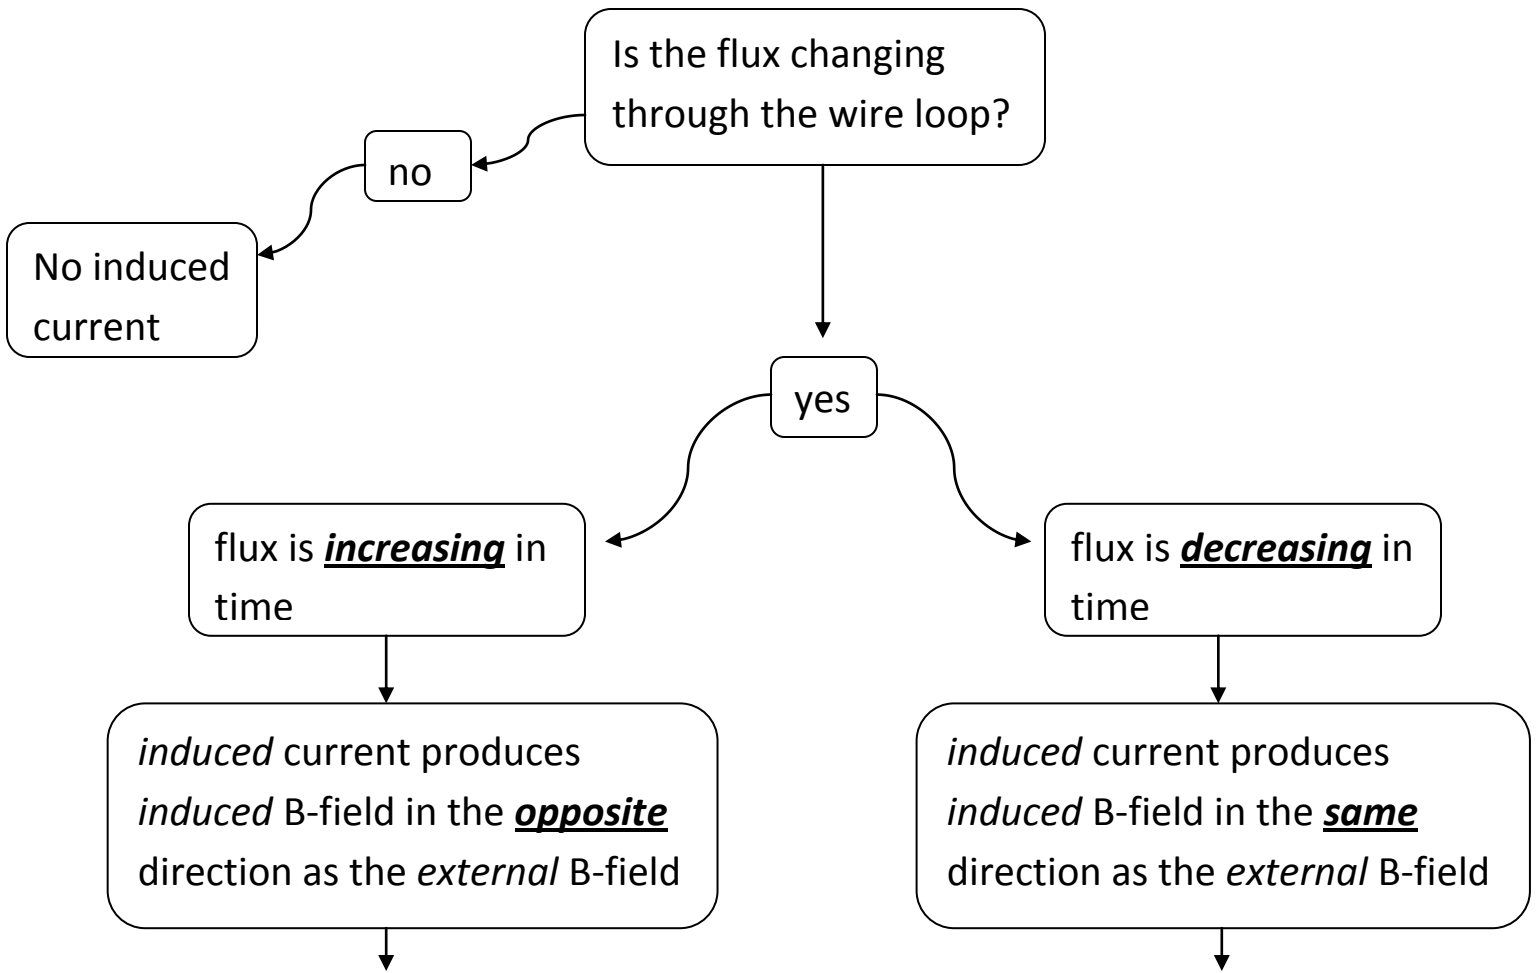 Is the flux changing
through the wire loop?
no
No induced
current
yes
flux is increasing in
time
flux is decreasing in
time
induced current produces
induced B-field in the opposite
direction as the external B-field
induced current produces
induced B-field in the same
direction as the external B-field